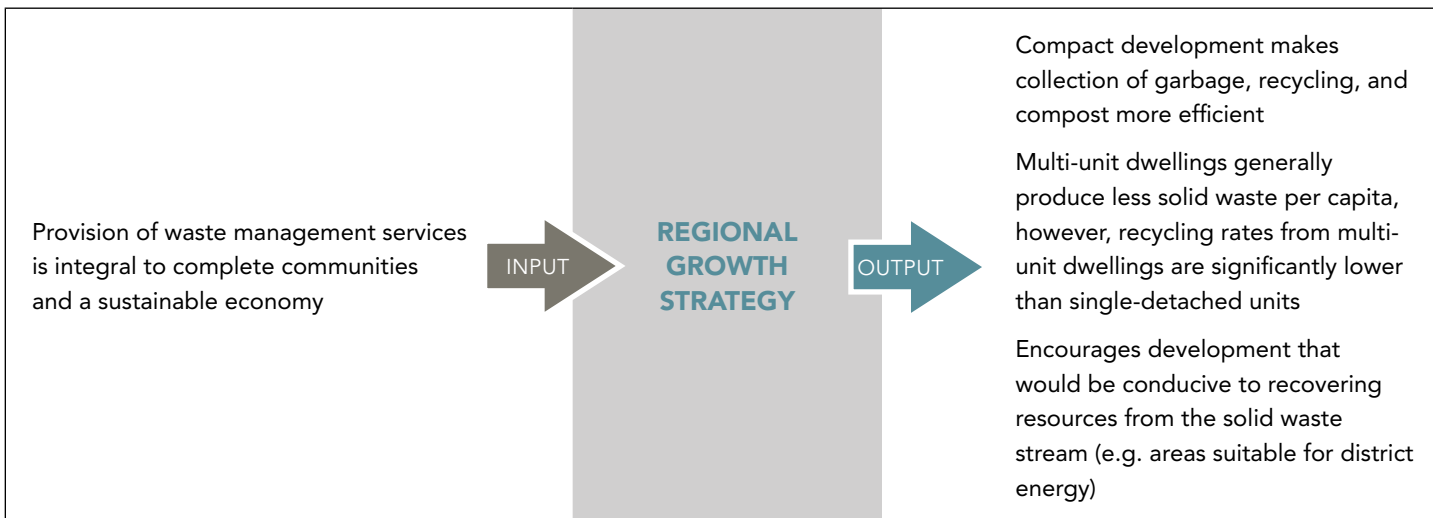 Provision of waste management services
is integral to complete communities
and a sustainable economy
INPUT
REGIONAL
GROWTH
STRATEGY
OUTPUT
Compact development makes
collection of garbage, recycling, and
compost more efficient
Multi-unit dwellings generally
produce less solid waste per capita,
however, recycling rates from multi-
unit dwellings are significantly lower
than single-detached units
Encourages development that
would be conducive to recovering
resources from the solid waste
stream (e.g. areas suitable for district
energy)